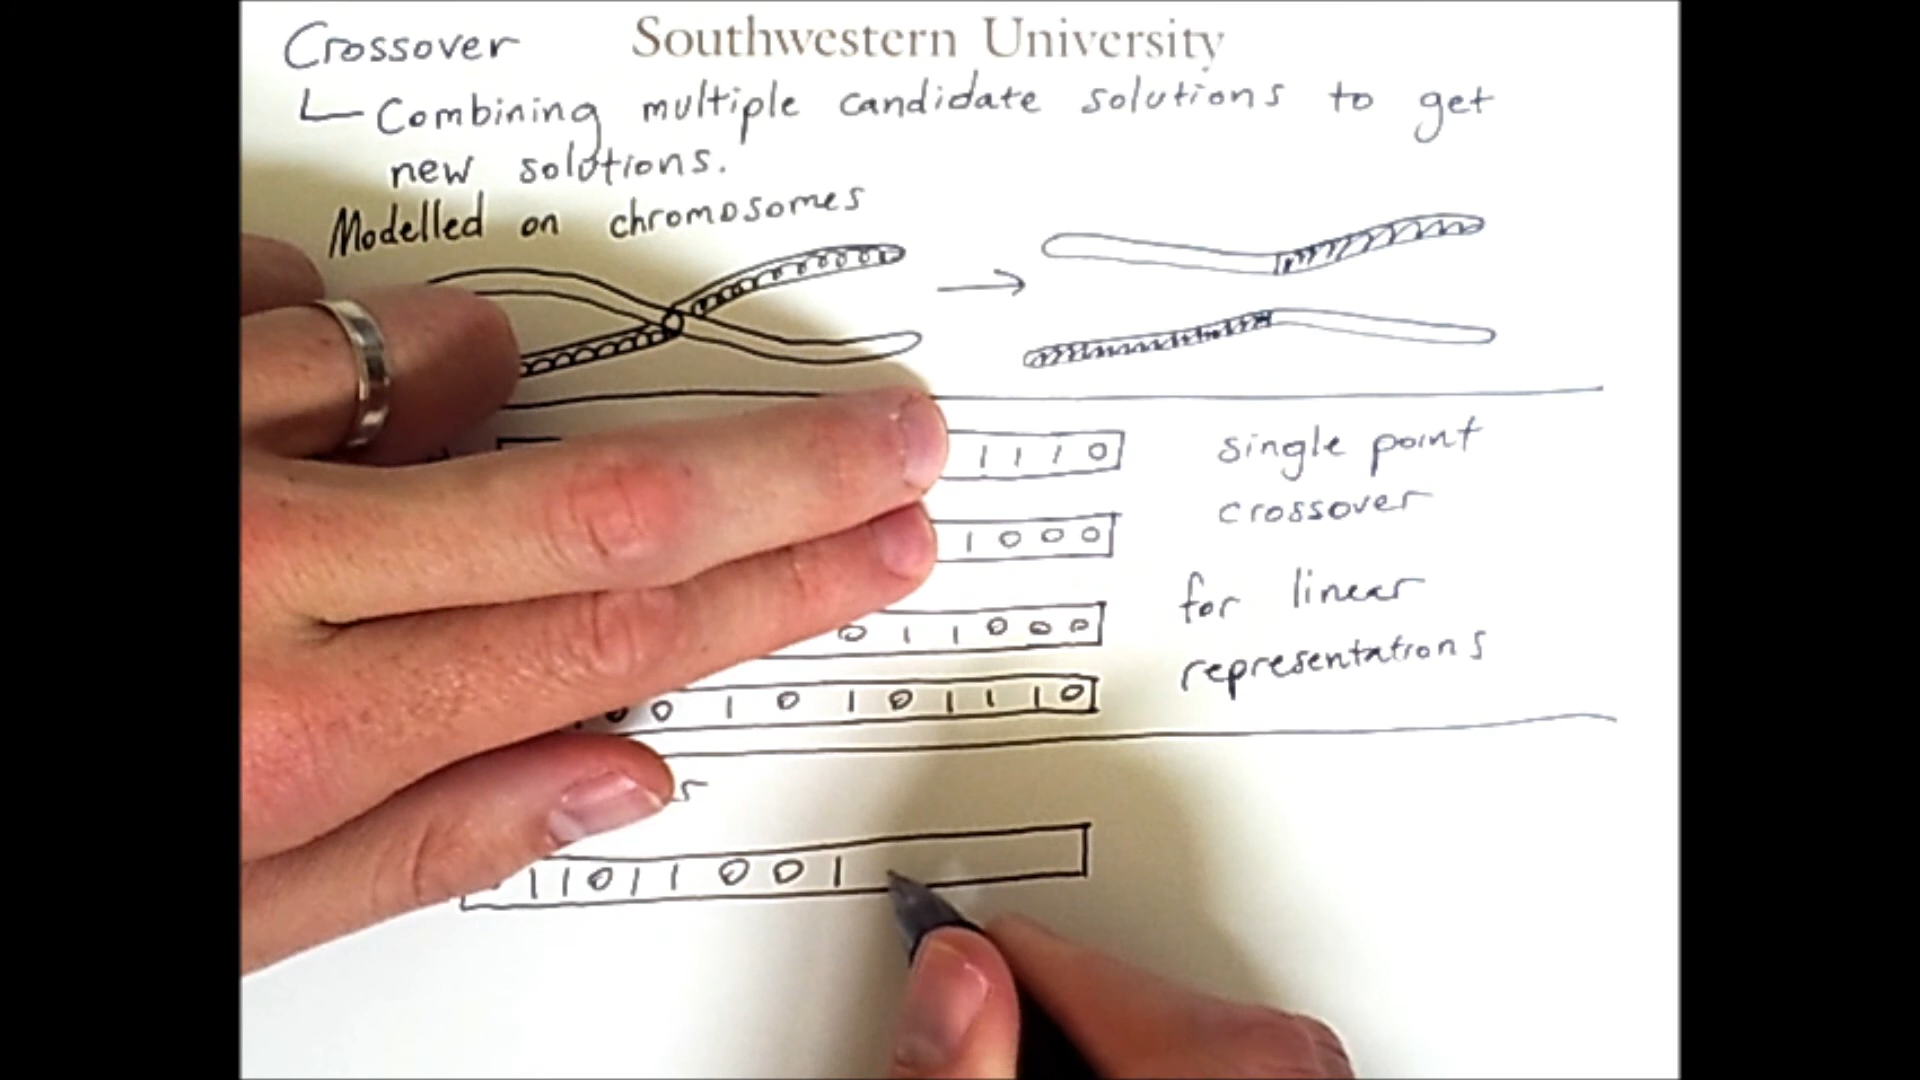 Crossover Southwestern University
Combining multiple candidate solutions to get
new solutions.
Modelled on chromosomes
1 1 1 0 single point
1 0 0 0 crossover
0 1 1 0 0 0 for linear
0 1 0 1 0 1 1 1 0 representations
1 1 0 1 1 0 0 1